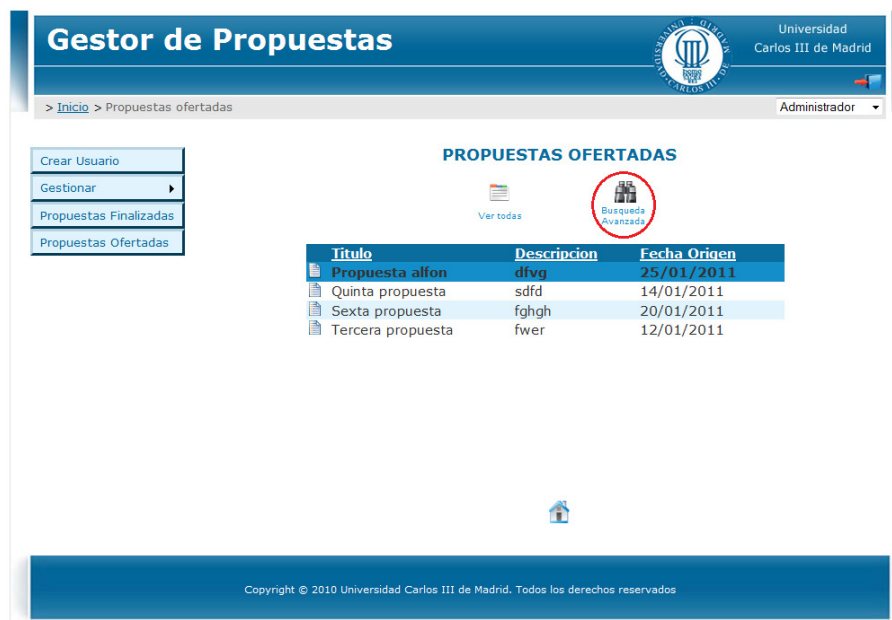 Gestor de Propuestas
Universidad
Carlos III de Madrid
> Inicio > Propuestas ofertadas
Administrador
Crear Usuario
Gestionar
Propuestas Finalizadas
Propuestas Ofertadas
PROPUESTAS OFERTADAS
Ver todas
Busqueda
Avanzada
Titulo Descripcion Fecha Origen
Propuesta alfon dfvg 25/01/2011
Quinta propuesta sdfd 14/01/2011
Sexta propuesta fghgh 20/01/2011
Tercera propuesta fwer 12/01/2011
Copyright © 2010 Universidad Carlos III de Madrid. Todos los derechos reservados